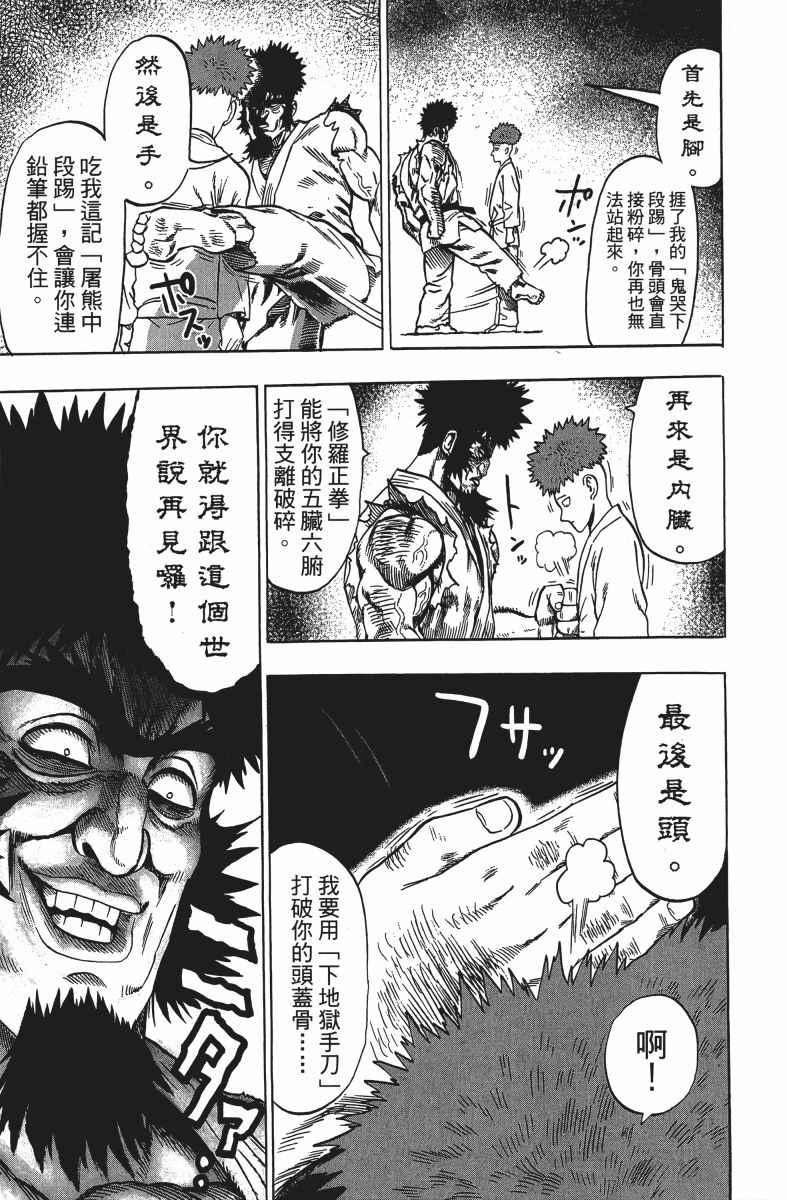 首先是腳。
捱了我的「鬼哭下
段踢」，骨頭會直
接粉碎，你再也無
法站起來。
ポンッ
然後是手。
吃我這記「屠熊中
段踢」，會讓你連
鉛筆都握不住。
ポスッ
再來是內臟。
トンッ
「修羅正拳」
能將你的五臟六腑
打得支離破碎。
最後是頭。
フサッ
我要用「下地獄手刀」
打破你的頭蓋骨……
啊！
你就得跟這個世
界說再見囉！
ニタァ…